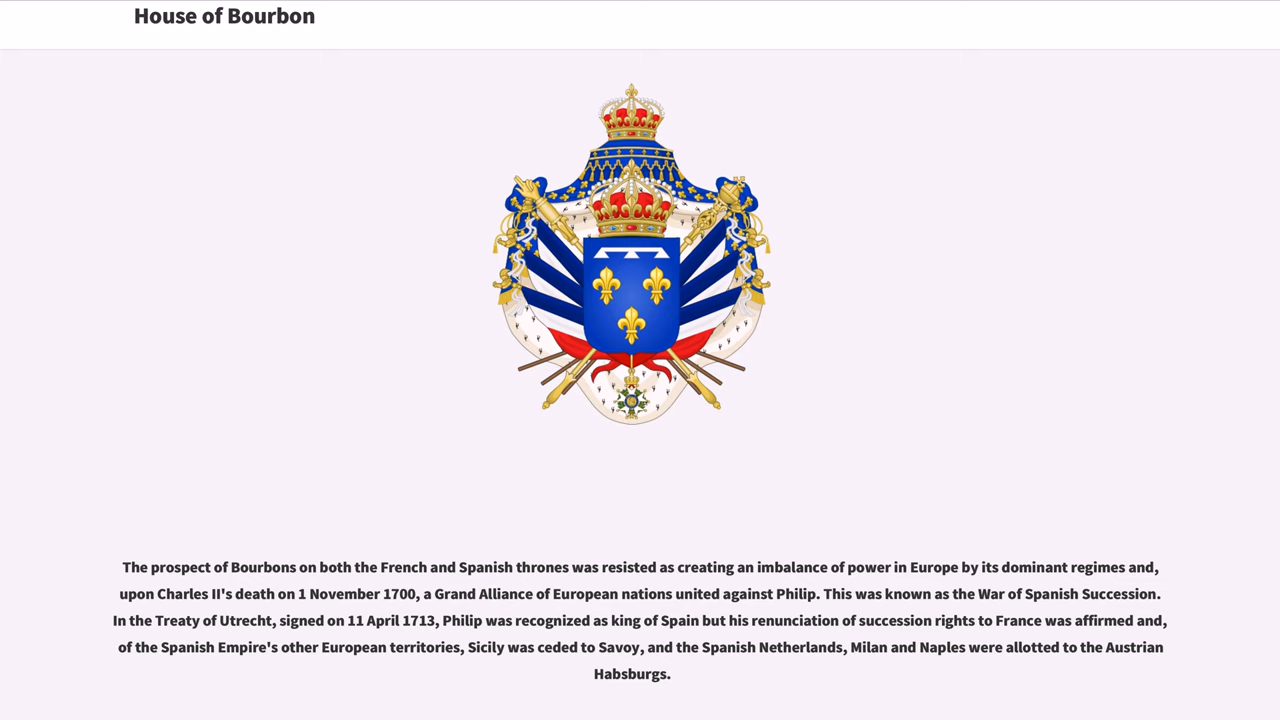 House of Bourbon
The prospect of Bourbons on both the French and Spanish thrones was resisted as creating an imbalance of power in Europe by its dominant regimes and,
upon Charles II's death on 1 November 1700, a Grand Alliance of European nations united against Philip. This was known as the War of Spanish Succession.
In the Treaty of Utrecht, signed on 11 April 1713, Philip was recognized as king of Spain but his renunciation of succession rights to France was affirmed and,
of the Spanish Empire's other European territories, Sicily was ceded to Savoy, and the Spanish Netherlands, Milan and Naples were allotted to the Austrian
Habsburgs.